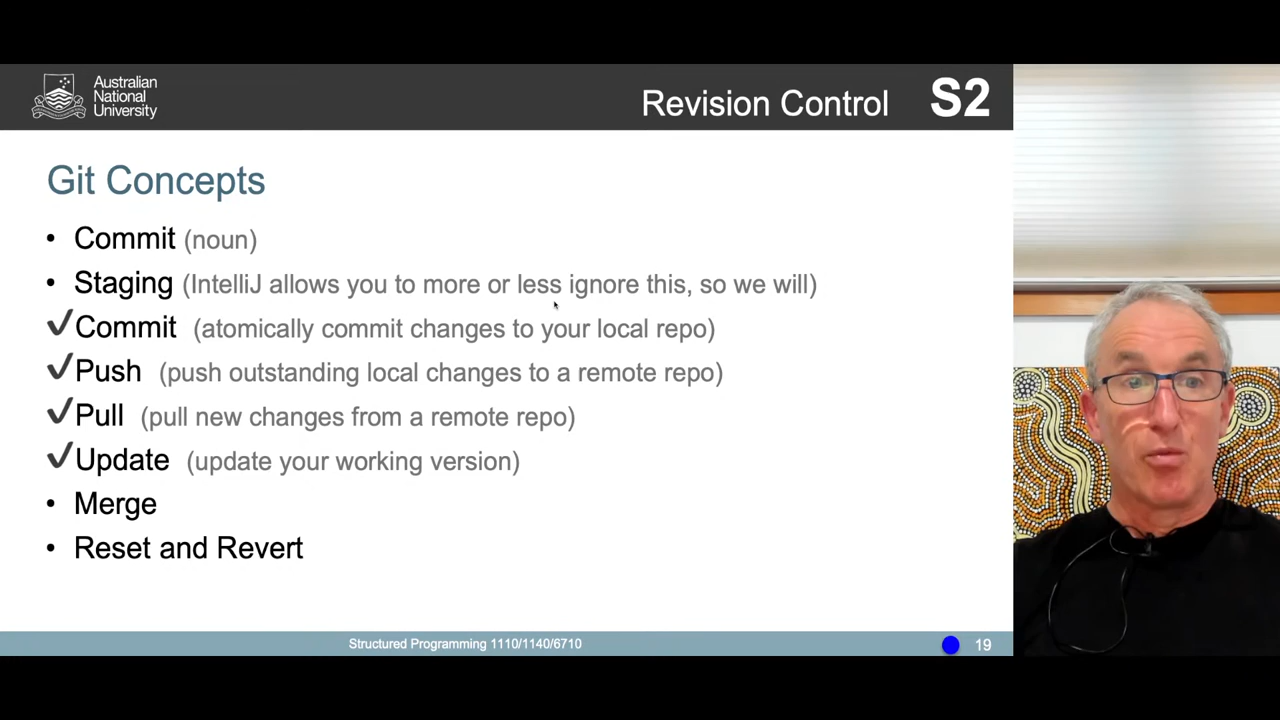 Australian
National
University
Revision Control S2
Git Concepts
• Commit (noun)
• Staging (IntelliJ allows you to more or less ignore this, so we will)
✔Commit (atomically commit changes to your local repo)
✔Push (push outstanding local changes to a remote repo)
✔Pull (pull new changes from a remote repo)
✔Update (update your working version)
• Merge
• Reset and Revert
Structured Programming 1110/1140/6710
19